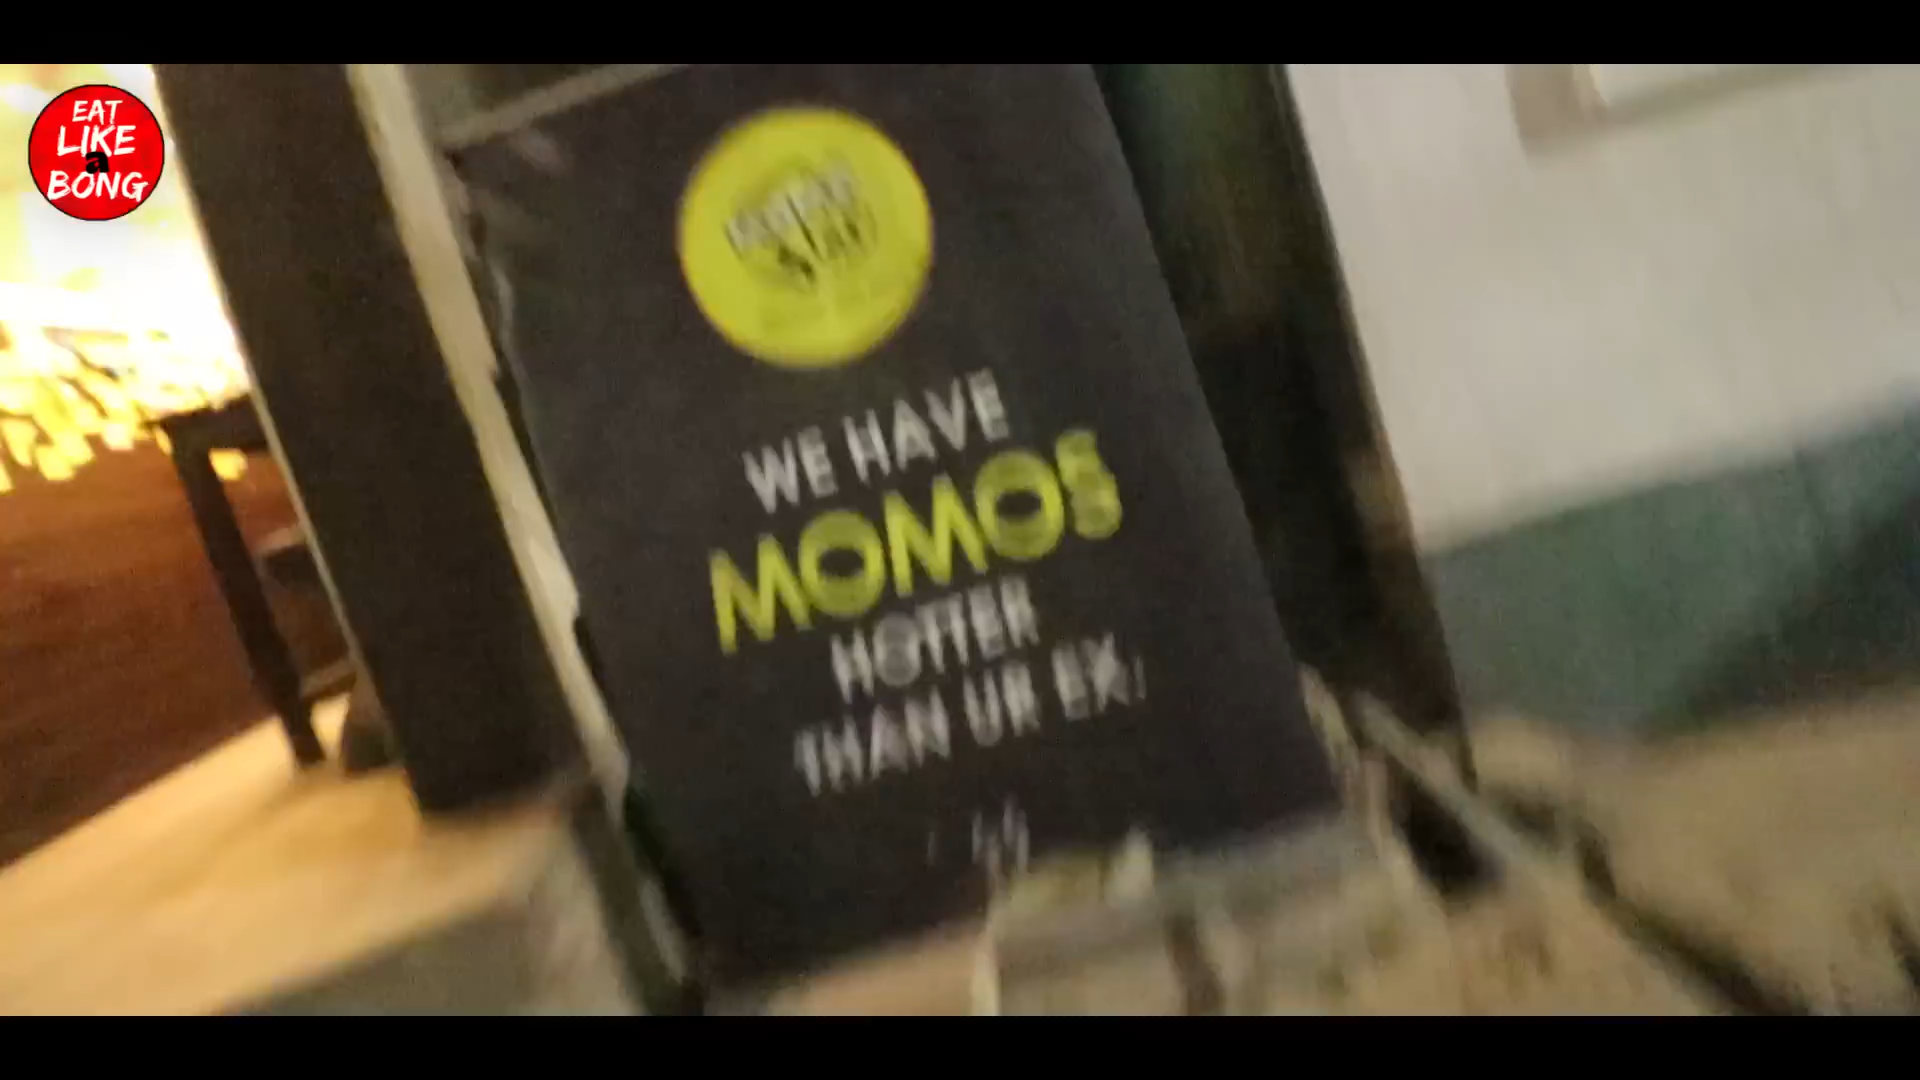 EAT
LIKE
a
BONG
WE HAVE
MOMOS
HOTTER
THAN UR EX!